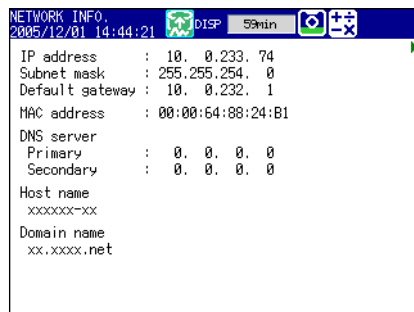 NETWORK INFO.
2005/12/01 14:44:21 DISP 59min
IP address : 10. 0.233. 74
Subnet mask : 255.255.254. 0
Default gateway : 10. 0.232. 1
MAC address : 00:00:64:88:24:B1
DNS server
Primary : 0. 0. 0. 0
Secondary : 0. 0. 0. 0
Host name
xxxxxx-xx
Domain name
xx.xxxx.net